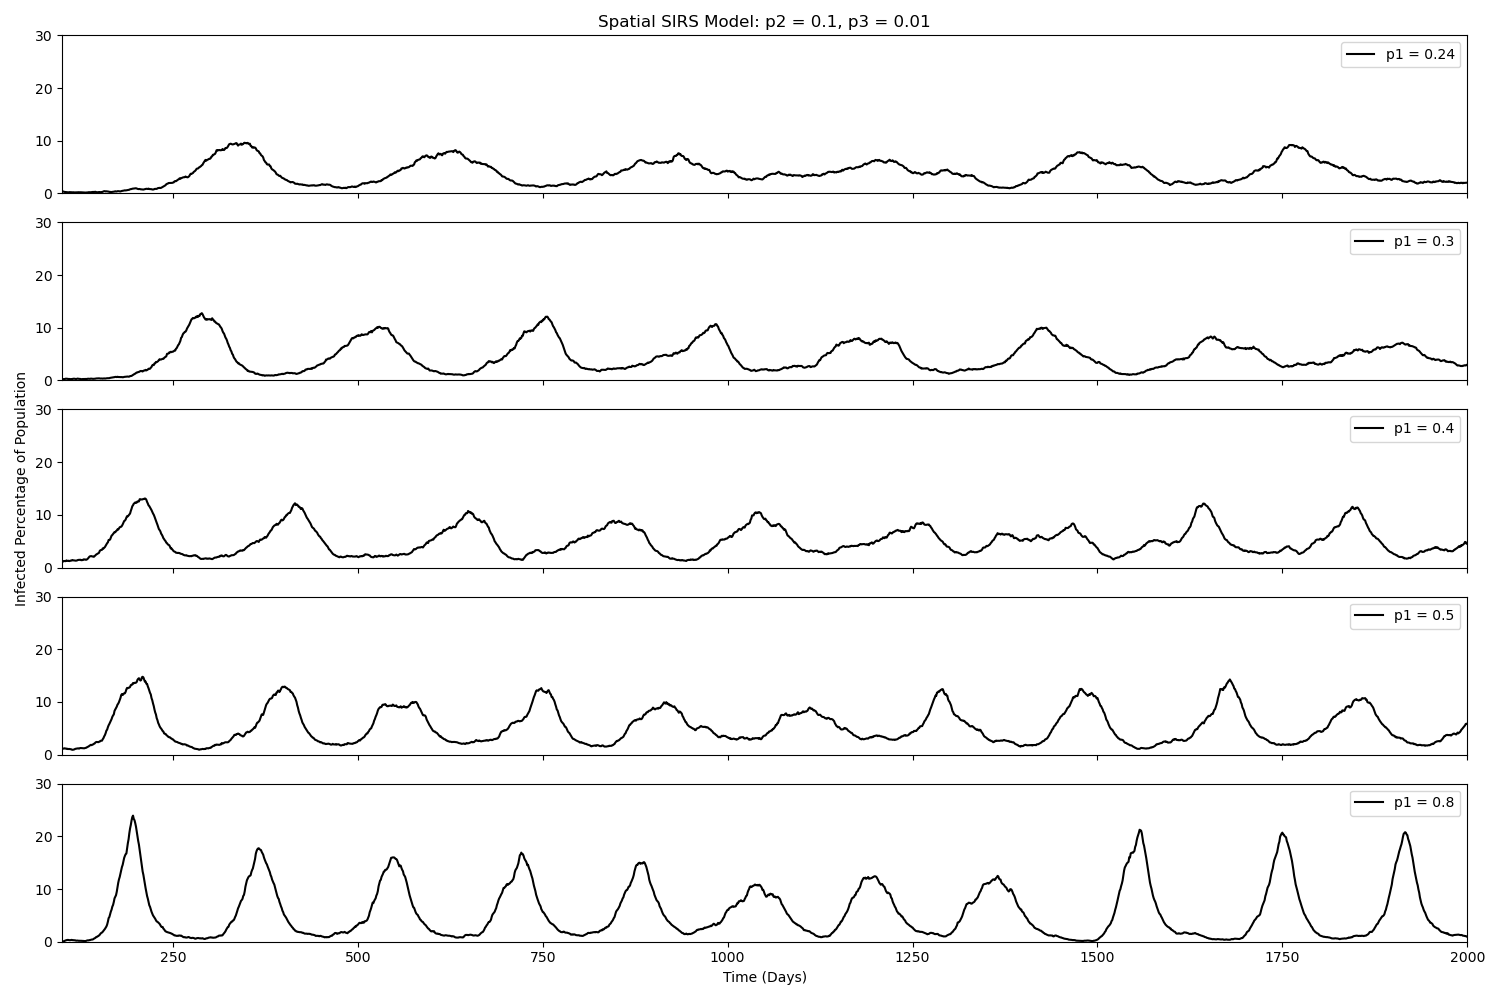 Spatial SIRS Model: p2 = 0.1, p3 = 0.01
30
20
10
0
p1 = 0.24
30
20
10
0
p1 = 0.3
Infected Percentage of Population
30
20
10
0
p1 = 0.4
30
20
10
0
p1 = 0.5
30
20
10
0
p1 = 0.8
250 500 750 1000 1250 1500 1750 2000
Time (Days)